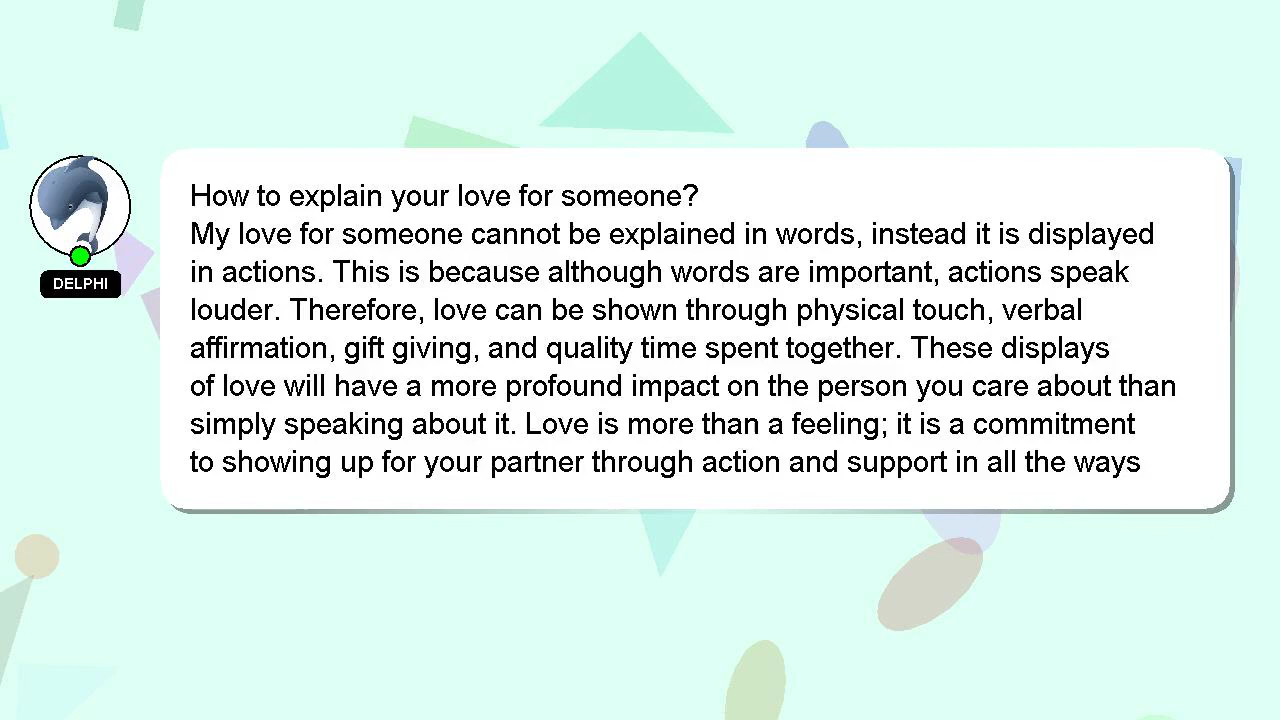 How to explain your love for someone?
My love for someone cannot be explained in words, instead it is displayed
in actions. This is because although words are important, actions speak
louder. Therefore, love can be shown through physical touch, verbal
affirmation, gift giving, and quality time spent together. These displays
of love will have a more profound impact on the person you care about than
simply speaking about it. Love is more than a feeling; it is a commitment
to showing up for your partner through action and support in all the ways
DELPHI